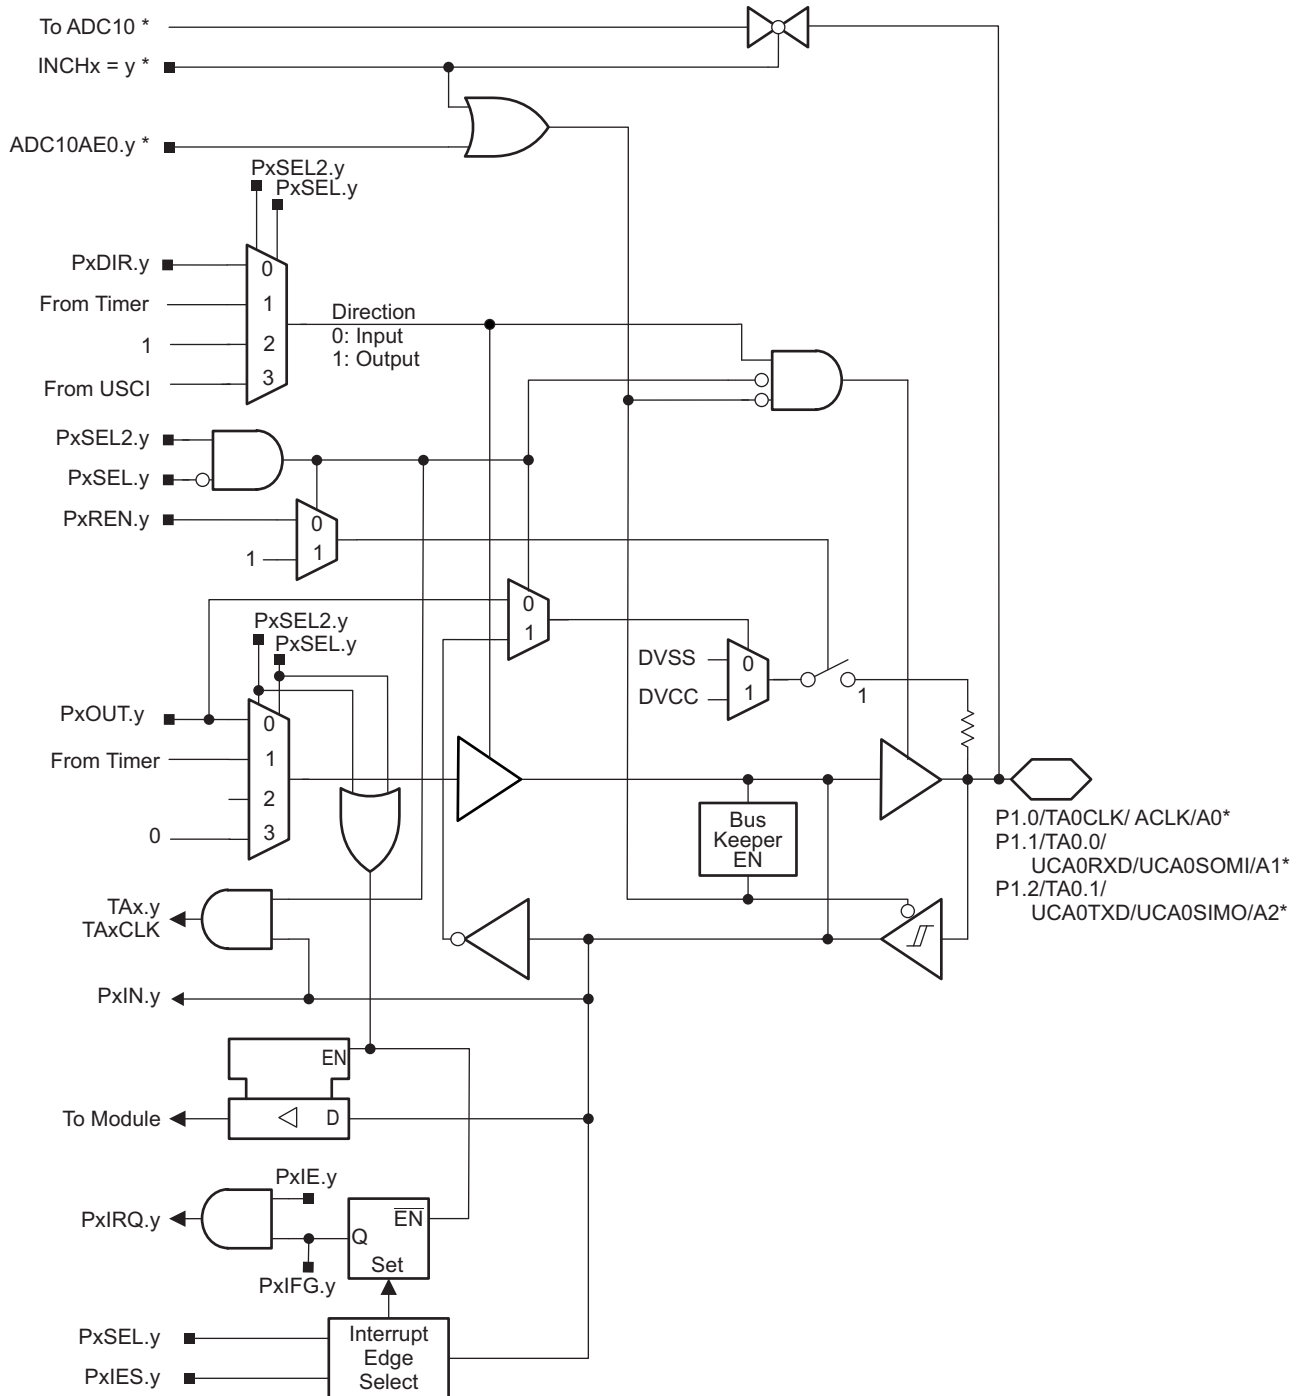 To ADC10 *
INCHx = y *
ADC10AE0.y *
PxSEL2.y
PxSEL.y
PxDIR.y
0
From Timer
1
Direction
0: Input
1: Output
1
2
From USCI
3
PxSEL2.y
PxSEL.y
PxREN.y
0
1
1
0
1
PxSEL2.y
PxSEL.y
DVSS
0
DVCC
1
1
PxOUT.y
0
From Timer
1
2
0
3
Bus
Keeper
EN
P1.0/TA0CLK/ ACLK/A0*
P1.1/TA0.0/
UCA0RXD/UCA0SOMI/A1*
P1.2/TA0.1/
UCA0TXD/UCA0SIMO/A2*
TAx.y
TAxCLK
PxIN.y
EN
To Module
D
PxIE.y
PxIRQ.y
EN
Q
Set
PxIFG.y
PxSEL.y
PxIES.y
Interrupt
Edge
Select